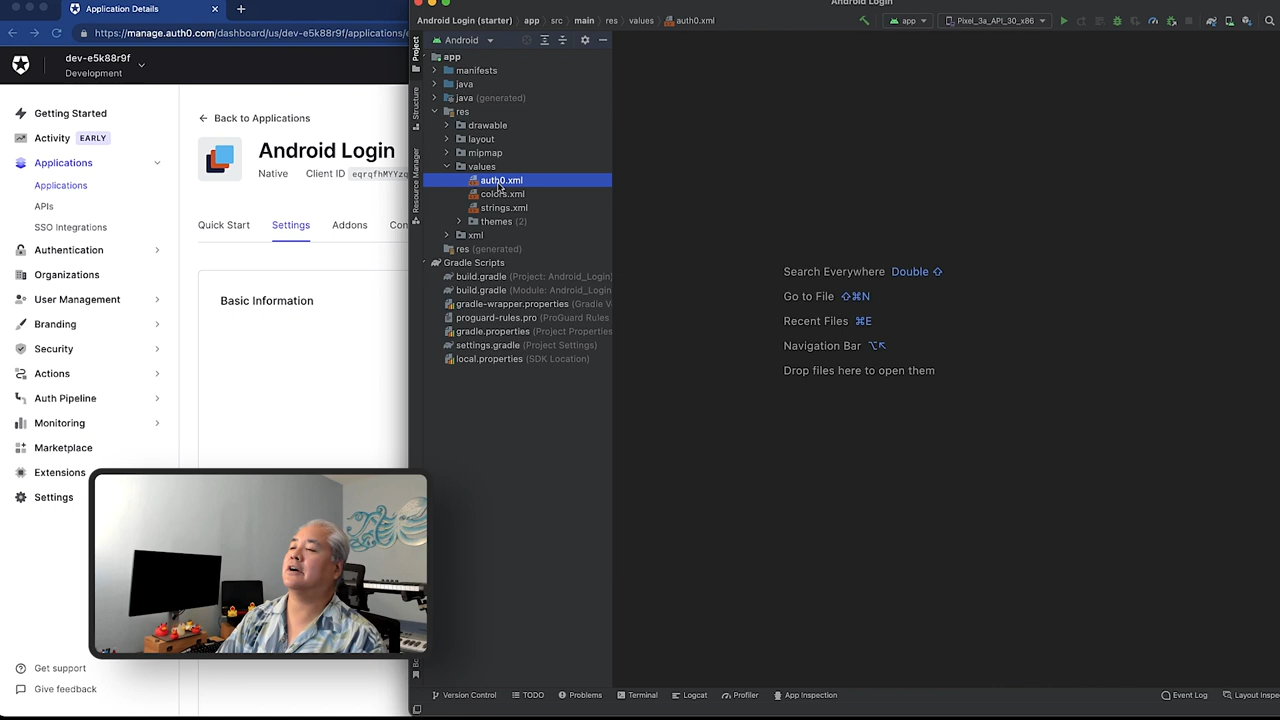 Application Details
https://manage.auth0.com/dashboard/us/dev-e5k88r9f/applications/e
dev-e5k88r9f
Development
Getting Started
Activity EARLY
Applications
Applications
APIs
SSO Integrations
Authentication
Organizations
User Management
Branding
Security
Actions
Auth Pipeline
Monitoring
Marketplace
Extensions
Settings
Get support
Give feedback
Back to Applications
Android Login
Native Client ID eqrqfhMYYzo
Quick Start Settings Addons Con
Basic Information
Android Login
Android Login (starter) app src main res values auth0.xml
app Pixel_3a_API_30_x86
Project
Structure
Resource Manager
Android
app
manifests
java
java (generated)
res
drawable
layout
mipmap
values
auth0.xml
colors.xml
strings.xml
themes (2)
xml
res (generated)
Gradle Scripts
build.gradle (Project: Android_Login)
build.gradle (Module: Android_Login
gradle-wrapper.properties (Gradle V
proguard-rules.pro (ProGuard Rules
gradle.properties (Project Properties
settings.gradle (Project Settings)
local.properties (SDK Location)
Search Everywhere Double ⇧
Go to File ⇧⌘N
Recent Files ⌘E
Navigation Bar ⌥↖
Drop files here to open them
Version Control TODO Problems Terminal Logcat Profiler App Inspection
Event Log Layout Inspe